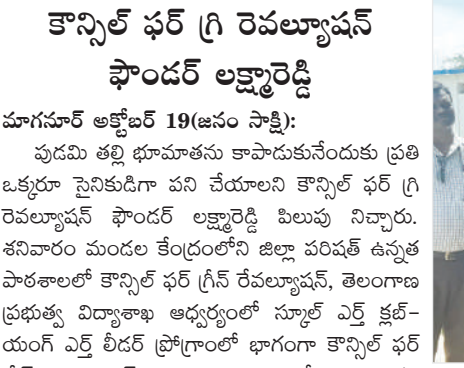 కౌన్సిల్ ఫర్ గ్రి రెవల్యూషన్
ఫౌండర్ లక్ష్మారెడ్డి
మాగనూర్ అక్టోబర్ 19(జనం సాక్షి):
పుడమి తల్లి భూమాతను కాపాడుకునేందుకు ప్రతి
ఒక్కరూ సైనికుడిగా పని చేయాలని కౌన్సిల్ ఫర్ గ్రి
రెవల్యూషన్ ఫౌండర్ లక్ష్మారెడ్డి పిలుపు నిచ్చారు.
శనివారం మండల కేంద్రంలోని జిల్లా పరిషత్ ఉన్నత
పాఠశాలలో కౌన్సిల్ ఫర్ గ్రీన్ రేవల్యూషన్, తెలంగాణ
ప్రభుత్వ విద్యాశాఖ ఆధ్వర్యంలో స్కూల్ ఎర్త్ క్లబ్-
యంగ్ ఎర్త్ లీడర్ ప్రోగ్రాంలో భాగంగా కౌన్సిల్ ఫర్